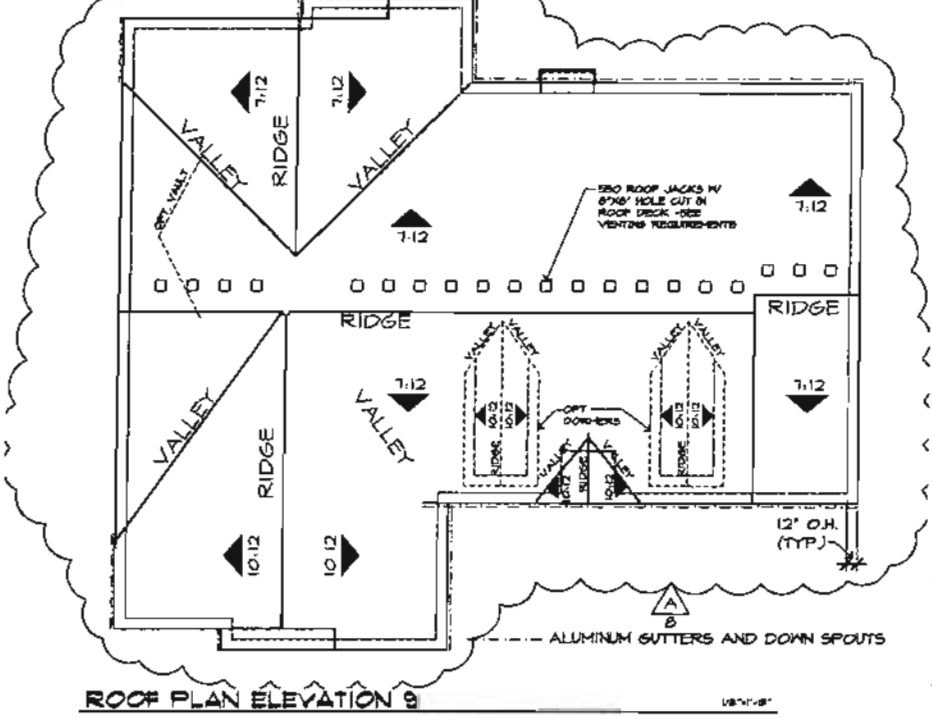 7:12
7:12
VALLEY
RIDGE
VALLEY
OPT. VAULT
550 ROOF JACKS W/
8"X8" HOLE CUT IN
ROOF DECK -SEE
VENTING REQUIREMENTS
7:12
7:12
RIDGE
RIDGE
VALLEY
VALLEY
VALLEY
VALLEY
7:12
7:12
VALLEY
VALLEY
10:12
10:12
10:12
10:12
OPT
DORMERS
RIDGE
RIDGE
RIDGE
VALLEY
VALLEY
RIDGE
10:12
10:12
12" O.H.
(TYP.)
10:12
10:12
A
8
ALUMINUM GUTTERS AND DOWN SPOUTS
ROOF PLAN ELEVATION 9